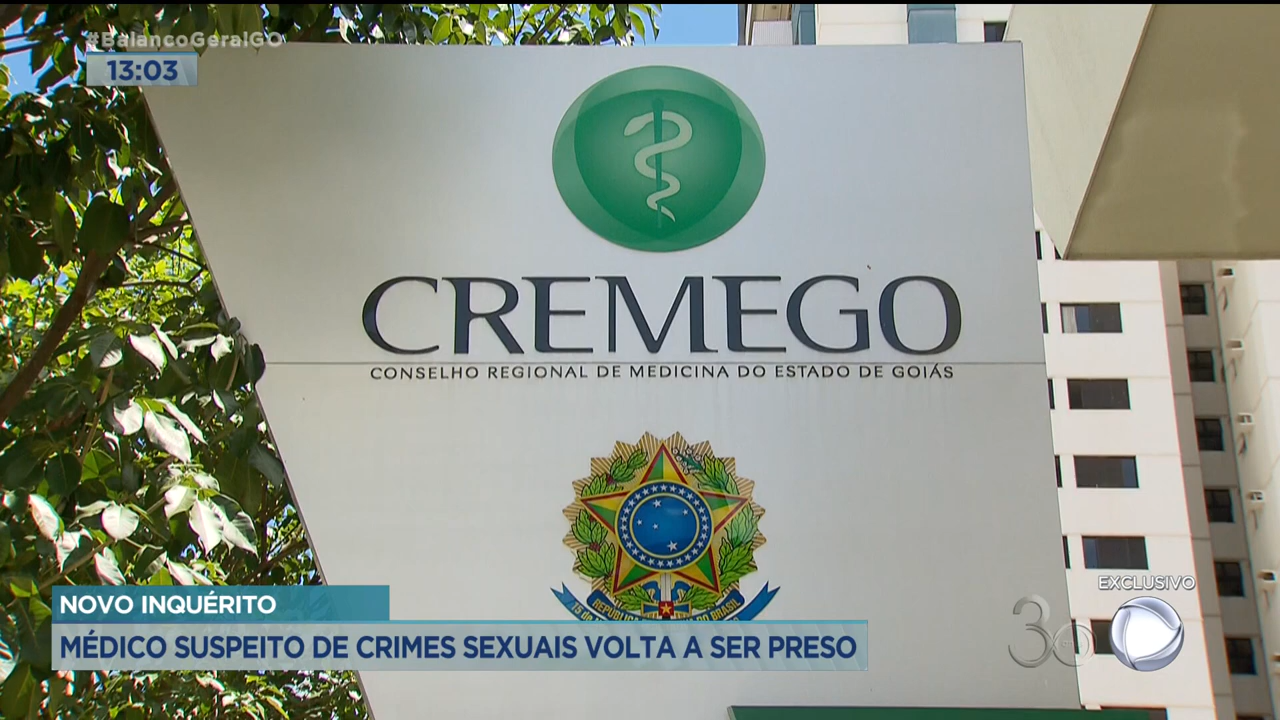 #BalancoGeralGO
13:03
CREMEGO
CONSELHO REGIONAL DE MEDICINA DO ESTADO DE GOIÁS
NOVO INQUÉRITO
MÉDICO SUSPEITO DE CRIMES SEXUAIS VOLTA A SER PRESO
EXCLUSIVO
30